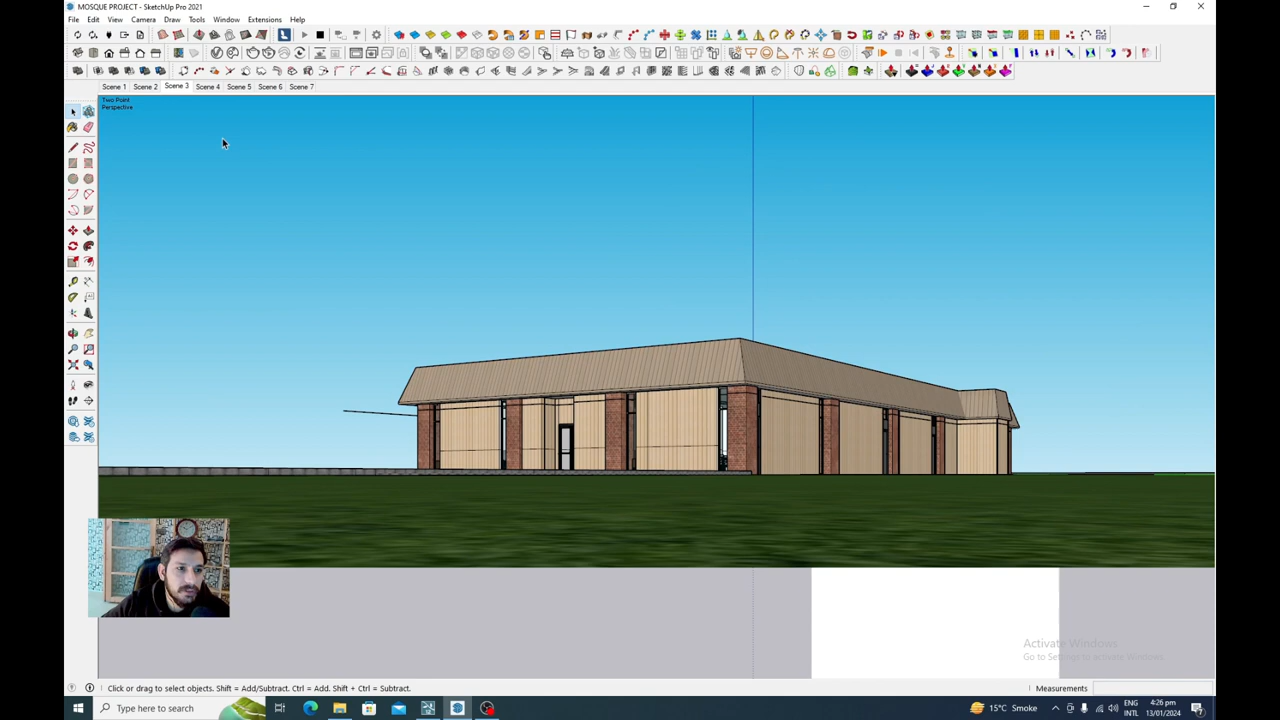 MOSQUE PROJECT - SketchUp Pro 2021
File Edit View Camera Draw Tools Window Extensions Help
Scene 1 Scene 2 Scene 3 Scene 4 Scene 5 Scene 6 Scene 7
Two Point
Perspective
Activate Windows
Go to Settings to activate Windows.
Click or drag to select objects. Shift = Add/Subtract. Ctrl = Add. Shift + Ctrl = Subtract.
Measurements
Type here to search
15°C Smoke
ENG
INTL
4:26 pm
13/01/2024